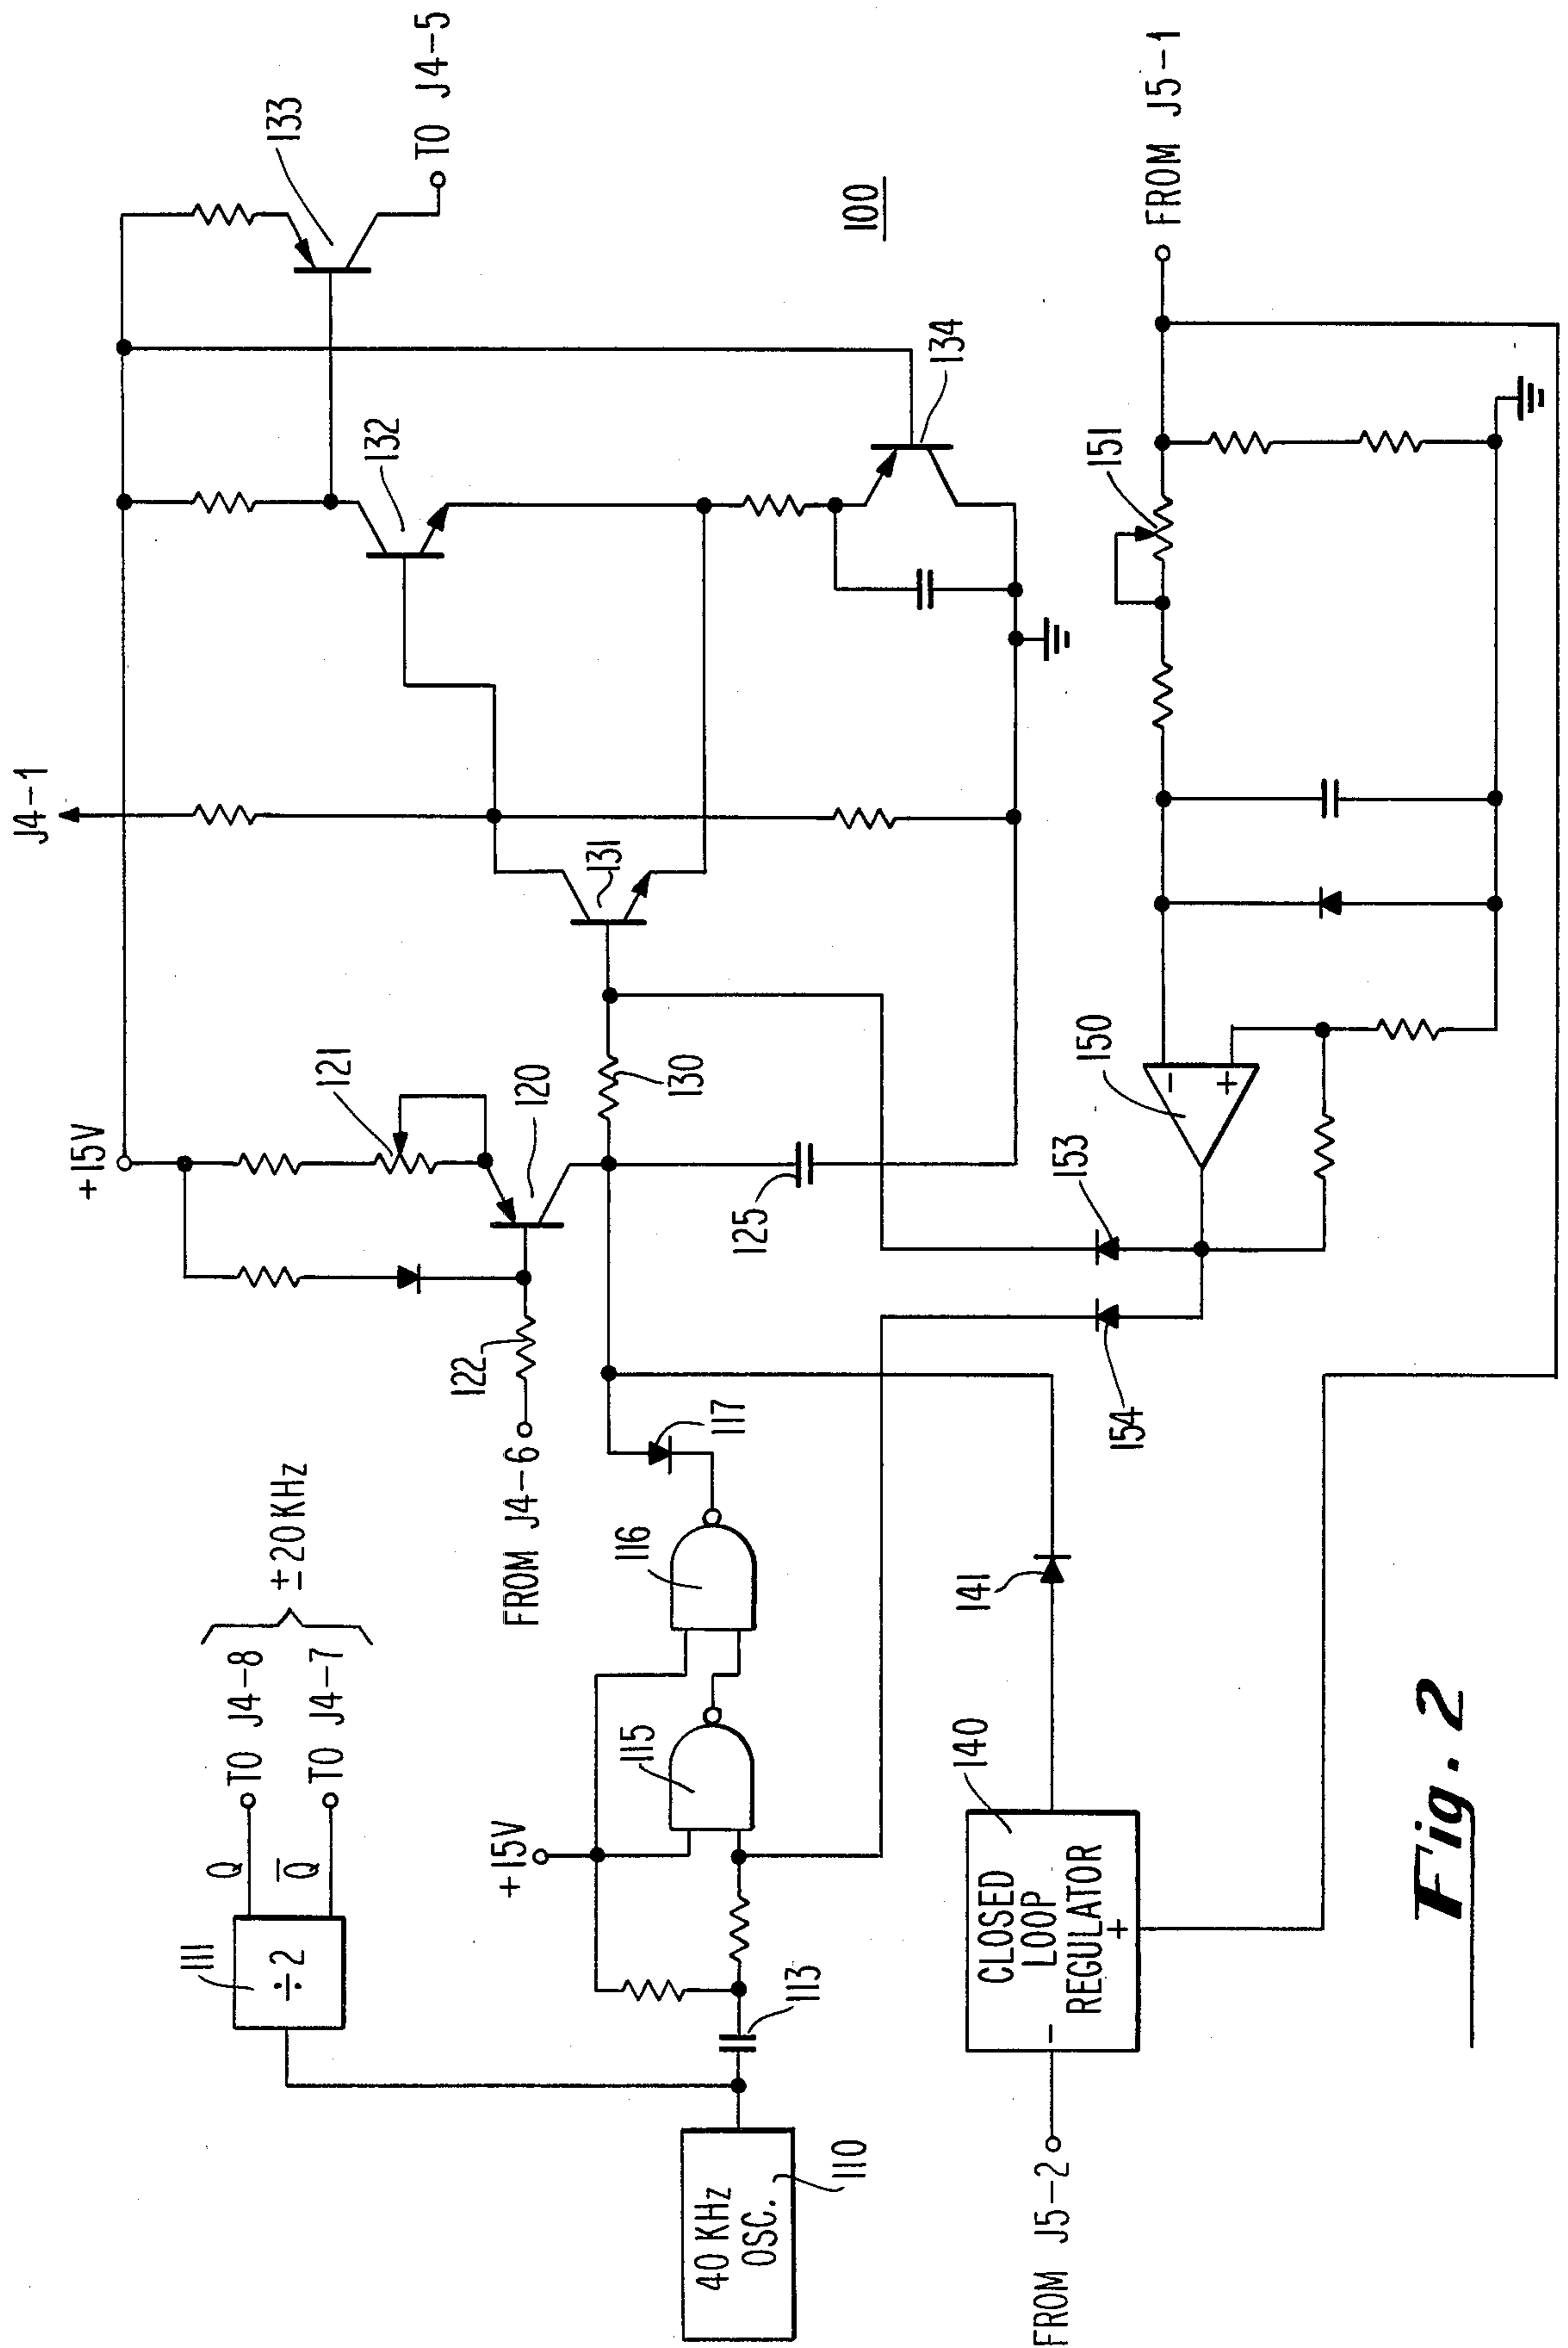 J4-1
+15V
133
TO J4-5
132
131
134
100
121
120
122
FROM J4-6
130
125
±20KHz
Q
TO J4-8
Q̅
TO J4-7
111
÷2
+15V
115
116
117
113
40 KHz
OSC.
110
153
154
150
-
+
151
FROM J5-1
141
140
CLOSED
LOOP
REGULATOR
-
+
FROM J5-2
Fig. 2